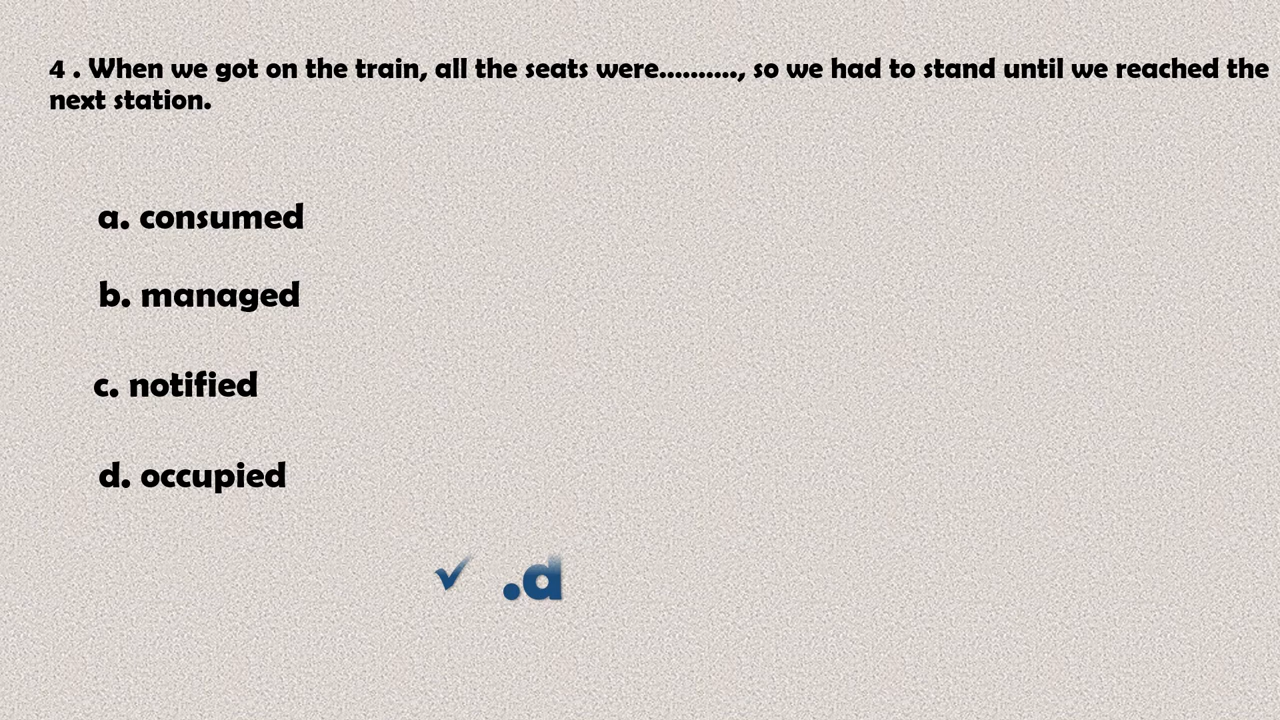 4 . When we got on the train, all the seats were.........., so we had to stand until we reached the
next station.
a. consumed
b. managed
c. notified
d. occupied
✓ .d